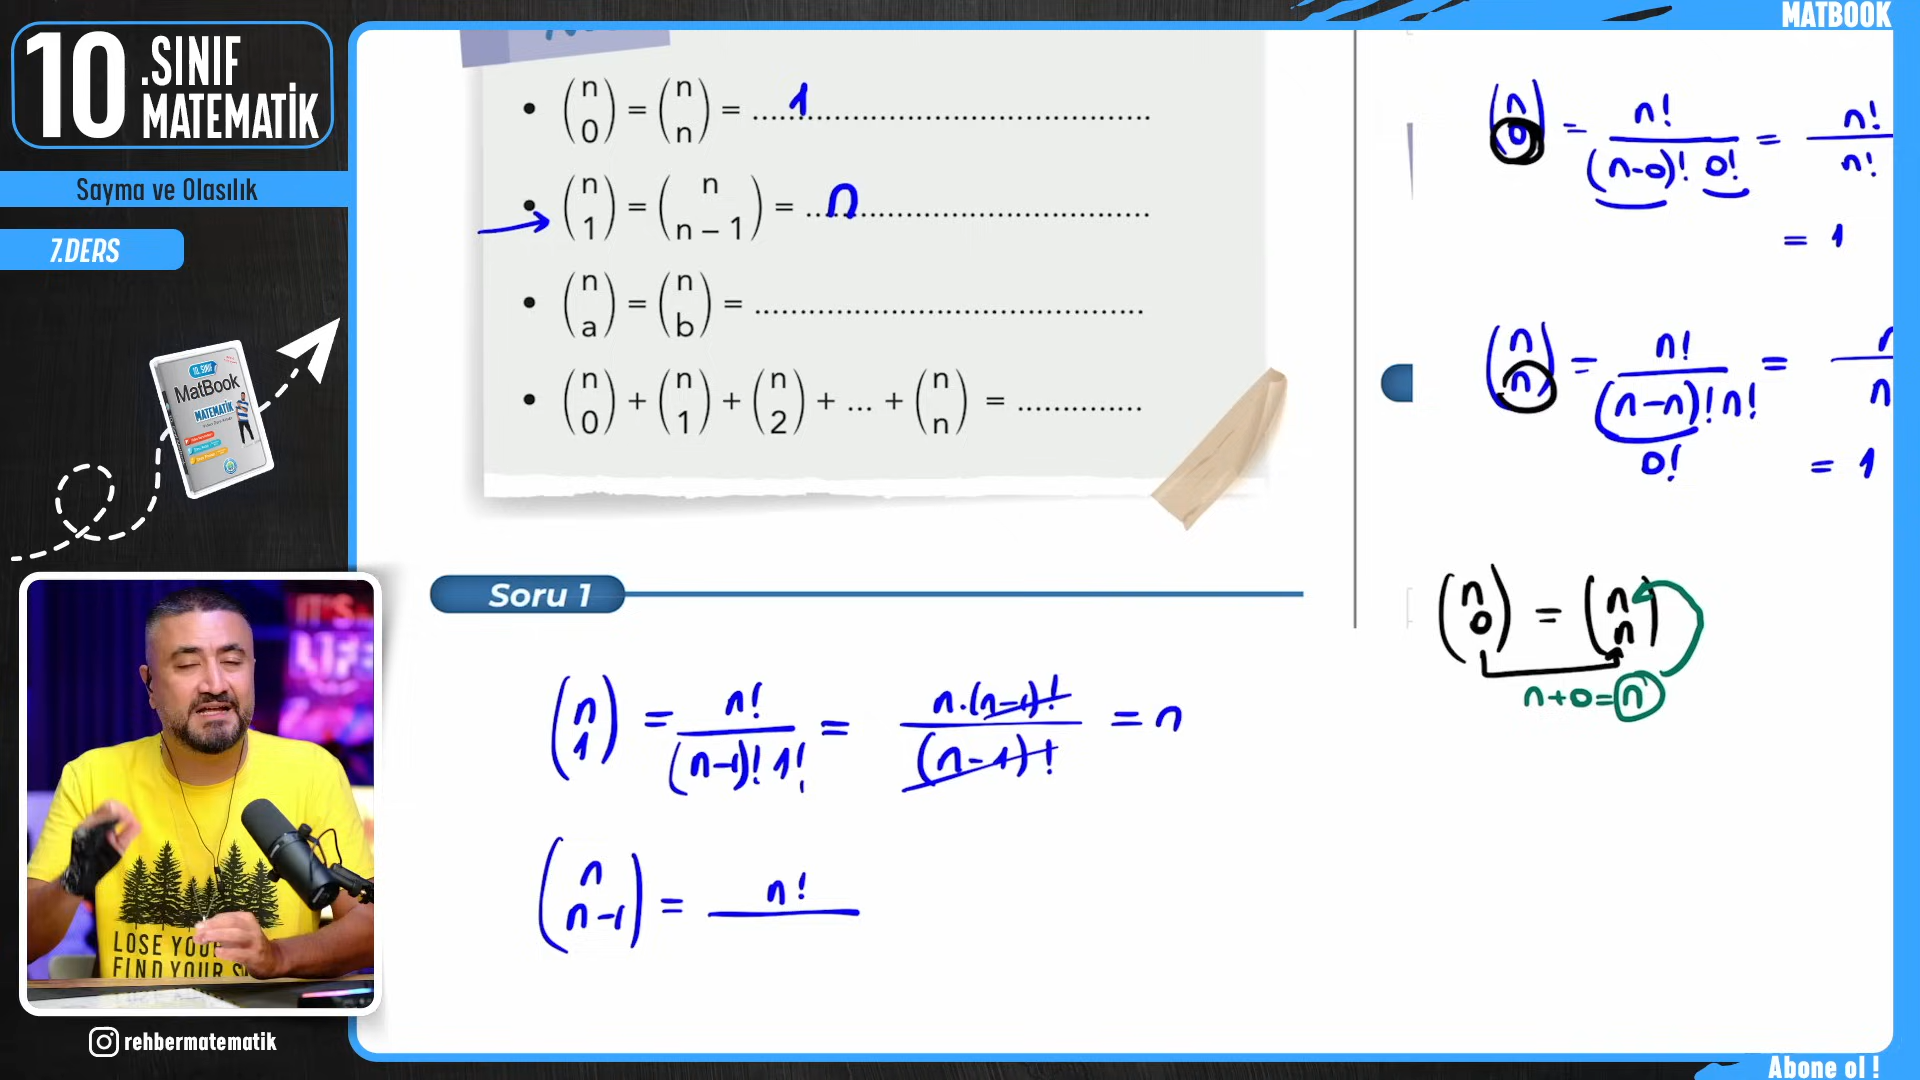 MATBOOK
10 .SINIF MATEMATİK
Sayma ve Olasılık
7.DERS
10. SINIF
MatBook
MATEMATİK
• (n 0) = (n n) = ..... 1 .....
• (n 1) = (n n – 1) = ..... n .....
• (n a) = (n b) = ..........
• (n 0) + (n 1) + (n 2) + ... + (n n) = ..............
Soru 1
(n 1) = n! / (n-1)! 1! = n.(n-1)! / (n-1)! = n
(n n-1) = n!
(n 0) = n! / (n-0)! 0! = n! / n!
= 1
(n n) = n! / (n-n)! n! =
0!
= 1
(n 0) = (n n)
n+0=n
LOSE YOUR
FIND YOUR
rehbermatematik
Abone ol !